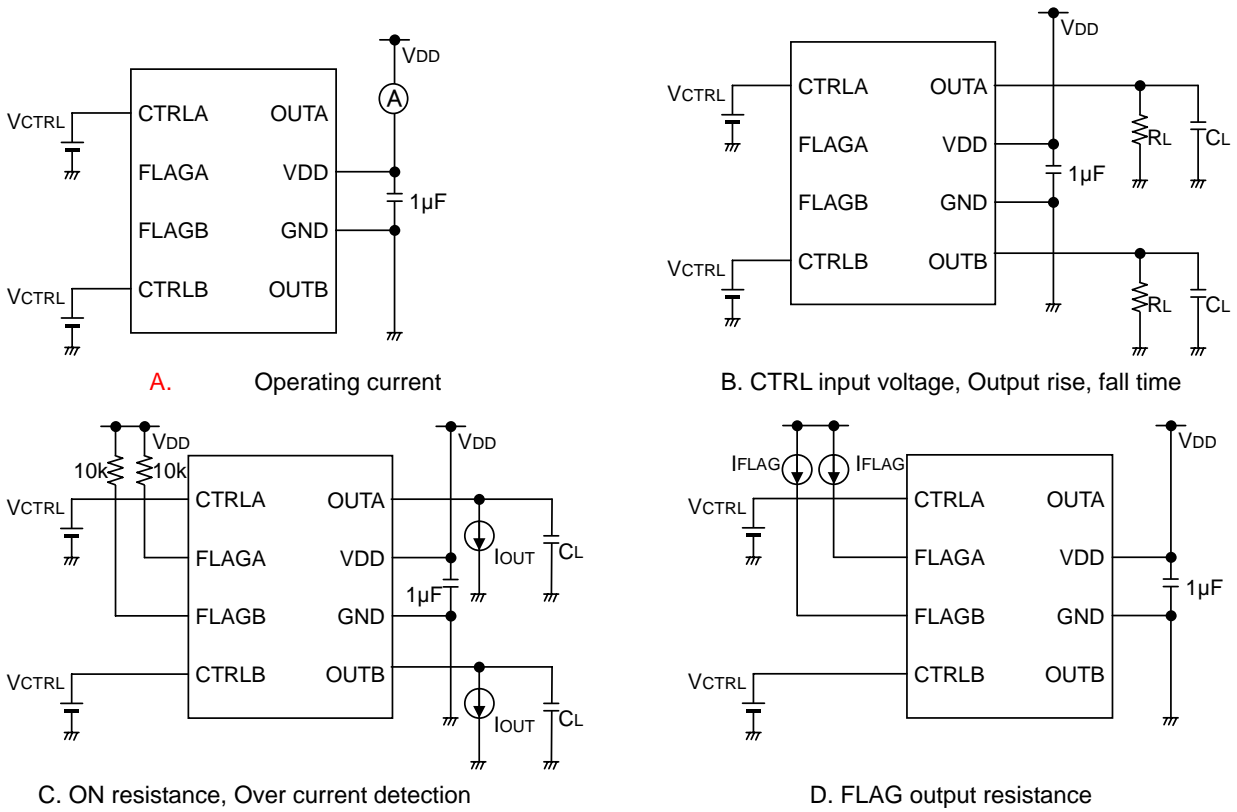 VDD
A
VCTRL
CTRLA OUTA
FLAGA VDD
1µF
FLAGB GND
VCTRL
CTRLB OUTB
A. Operating current
VDD
VCTRL
CTRLA OUTA
RL CL
FLAGA VDD
1µF
FLAGB GND
VCTRL
CTRLB OUTB
RL CL
B. CTRL input voltage, Output rise, fall time
VDD VDD
10k 10k
VCTRL
CTRLA OUTA
IOUT CL
FLAGA VDD
1µF
FLAGB GND
VCTRL
CTRLB OUTB
IOUT CL
C. ON resistance, Over current detection
VDD
IFLAG IFLAG
VCTRL
CTRLA OUTA
FLAGA VDD
1µF
FLAGB GND
VCTRL
CTRLB OUTB
D. FLAG output resistance